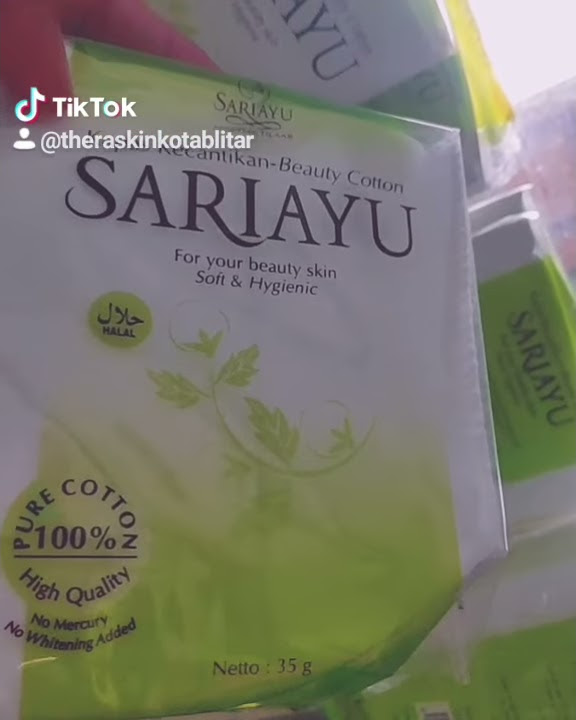 TikTok
@theraskinkotablitar
SARIAYU
SARIAYU
Kecantikan-Beauty Cotton
SARIAYU
For your beauty skin
Soft & Hygienic
حلال
HALAL
SARIAYU
PURE COTTON
100%
High Quality
No Mercury
No Whitening Added
Netto : 35 g